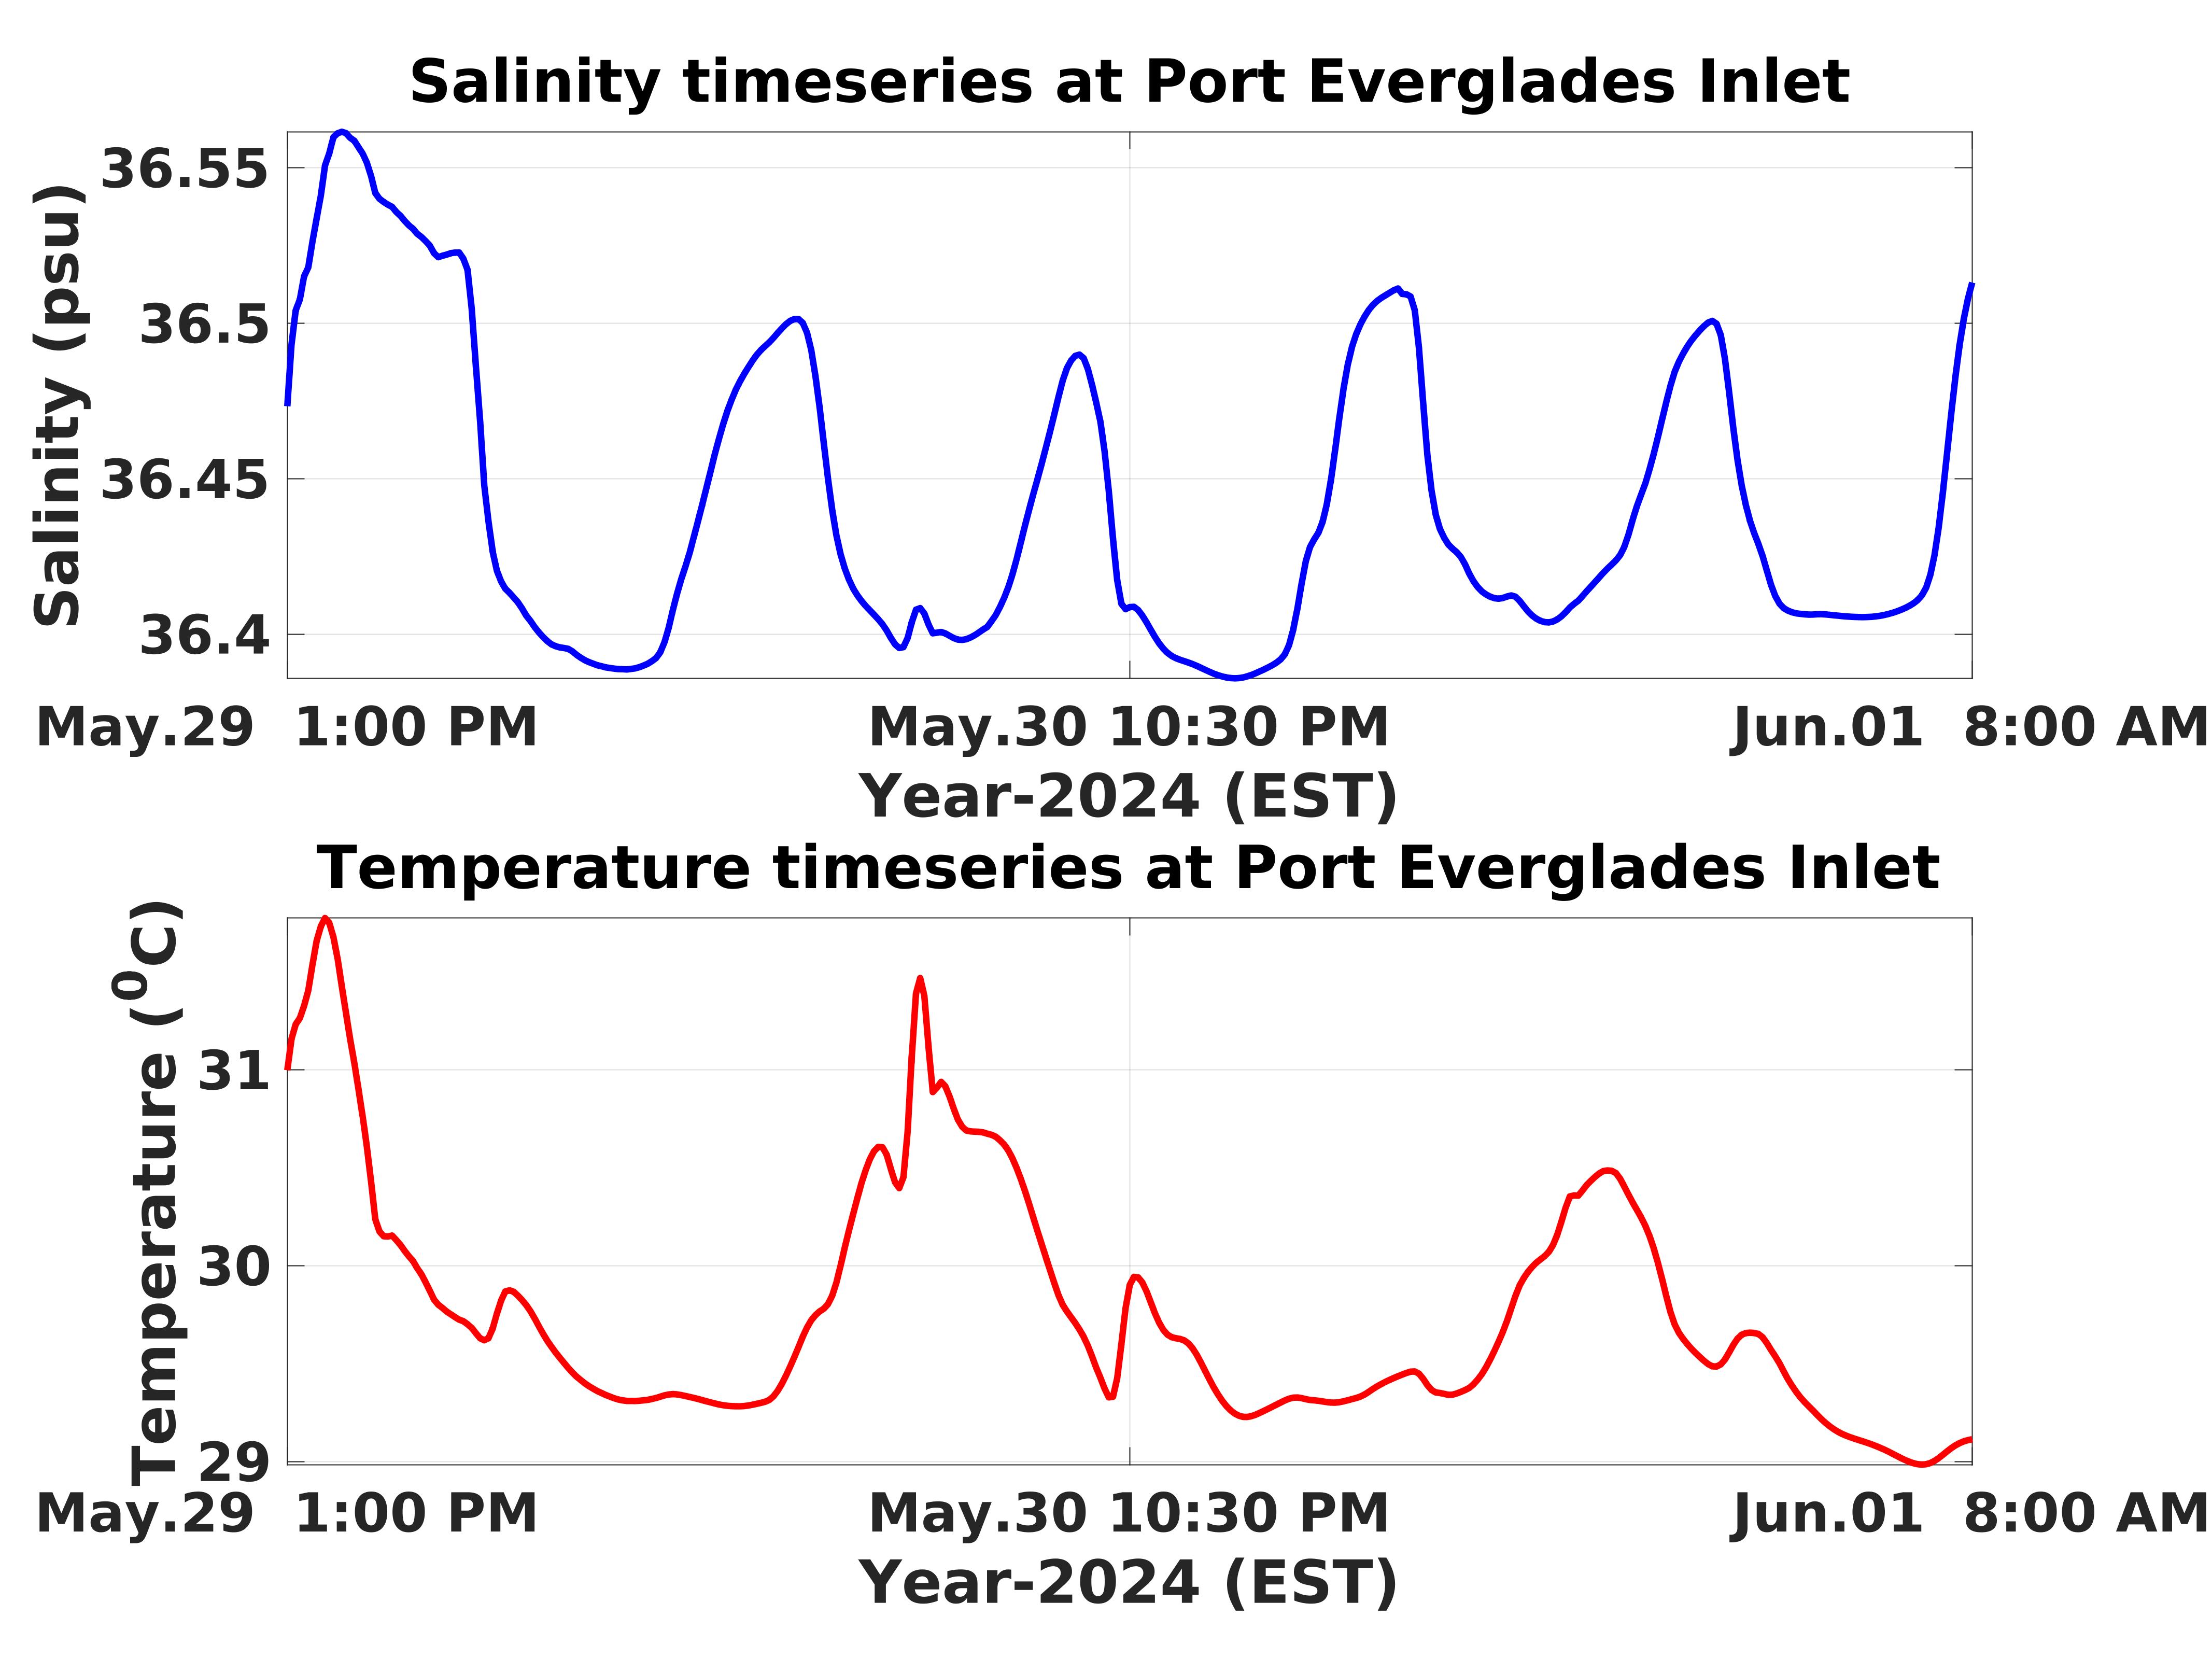 Salinity timeseries at Port Everglades Inlet
Salinity (psu)
36.55
36.5
36.45
36.4
May.29 1:00 PM May.30 10:30 PM Jun.01 8:00 AM
Year-2024 (EST)
Temperature timeseries at Port Everglades Inlet
Temperature (⁰C)
31
30
29
May.29 1:00 PM May.30 10:30 PM Jun.01 8:00 AM
Year-2024 (EST)